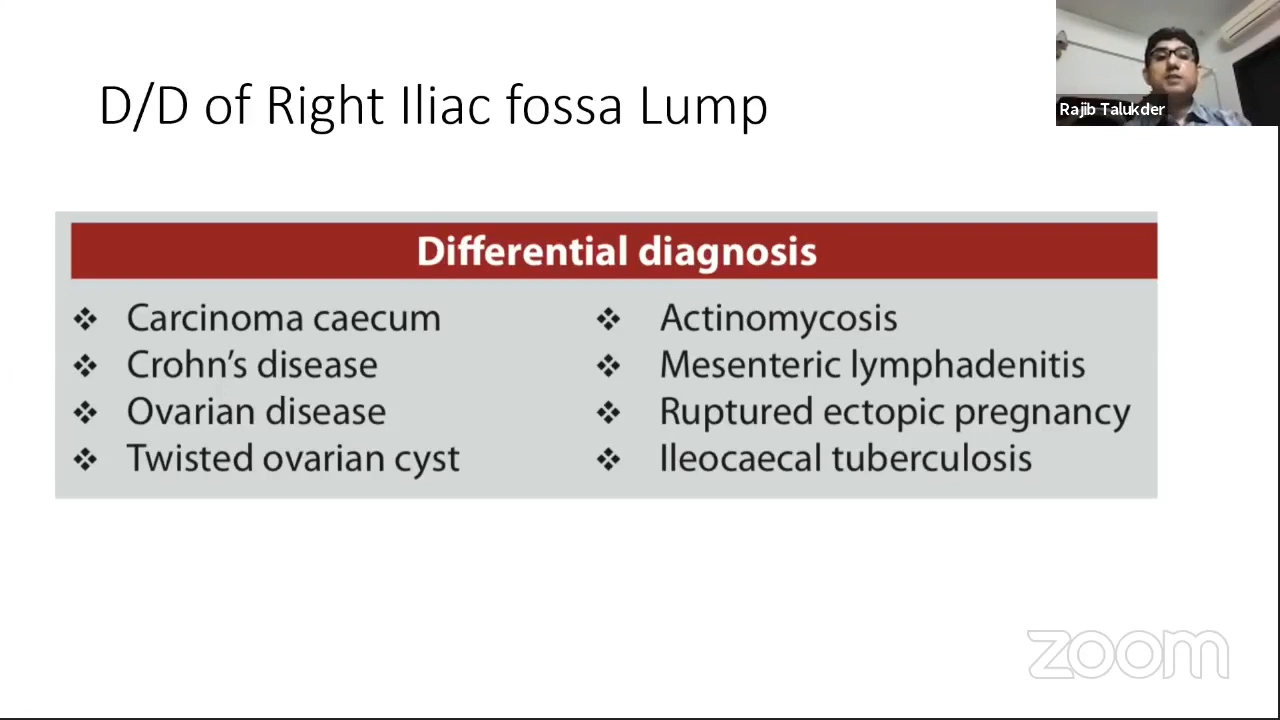 D/D of Right Iliac fossa Lump
Rajib Talukder
Differential diagnosis
❖ Carcinoma caecum
❖ Crohn's disease
❖ Ovarian disease
❖ Twisted ovarian cyst
❖ Actinomycosis
❖ Mesenteric lymphadenitis
❖ Ruptured ectopic pregnancy
❖ Ileocaecal tuberculosis
zoom